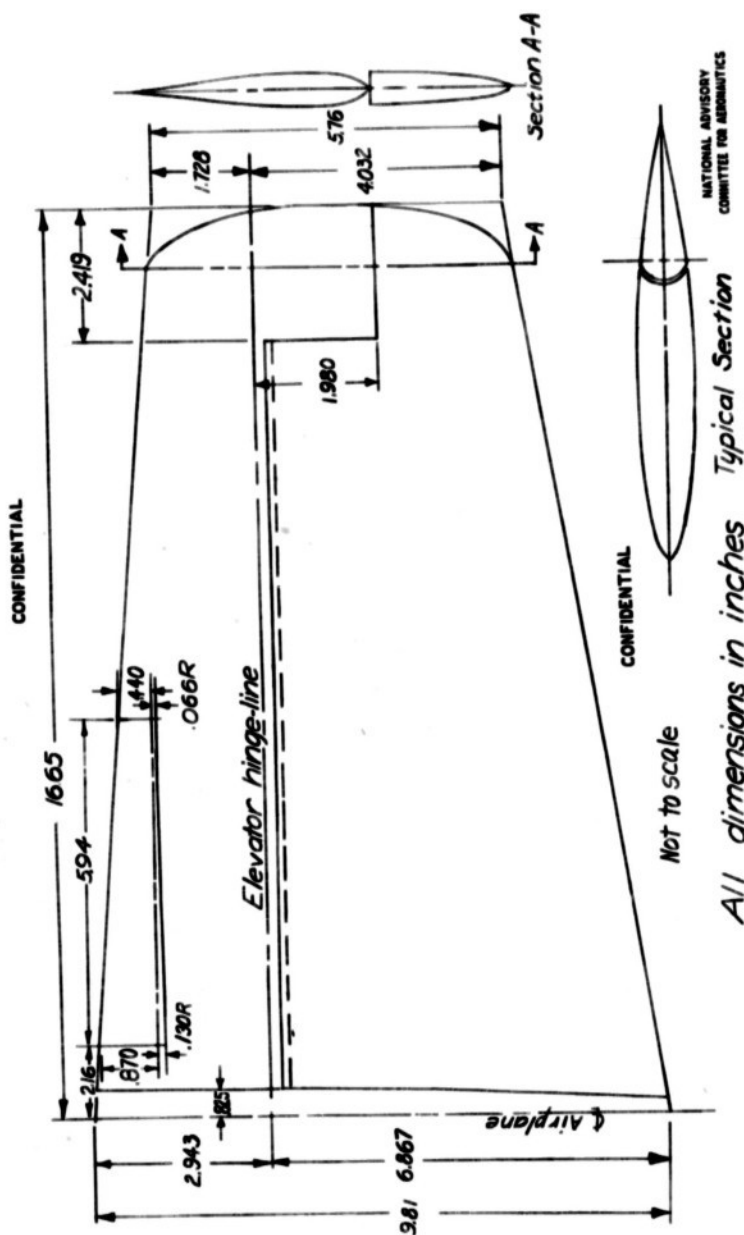 CONFIDENTIAL
16.65
5.94
2.16
.870
.130R
.440
.066R
2.419
A
A
1.728
5.76
4.032
1.980
Section A-A
Elevator hinge-line
.825
℄ Airplane
2.943
6.867
9.81
Not to scale
CONFIDENTIAL
NATIONAL ADVISORY
COMMITTEE FOR AERONAUTICS
All dimensions in inches
Typical Section